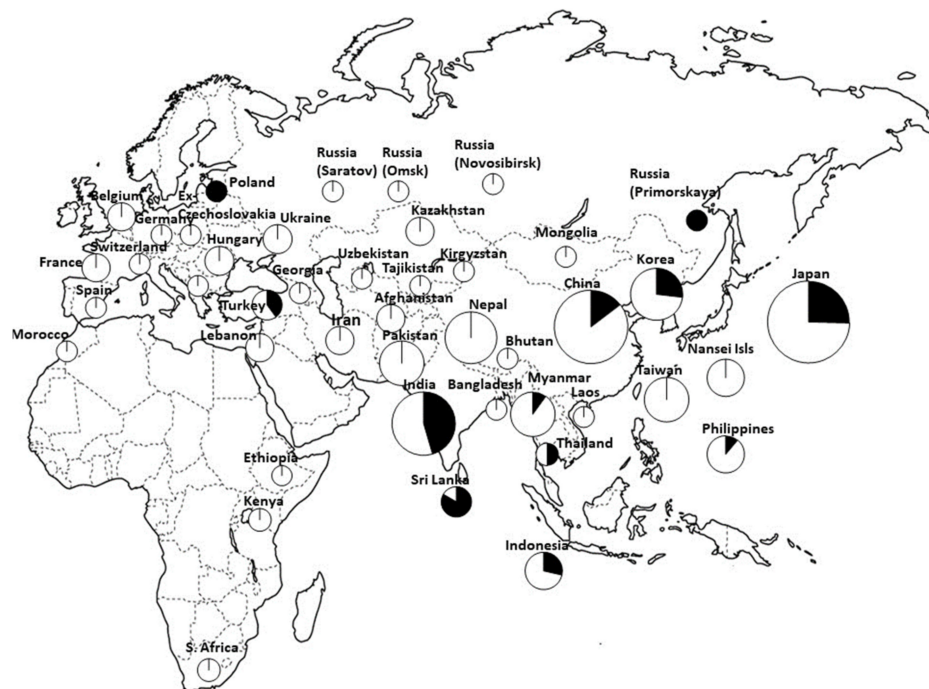 Russia
(Saratov)
Russia
(Omsk)
Russia
(Novosibirsk)
Russia
(Primorskaya)
Poland
Belgium
Ex-
Czechoslovakia
Germany
Ukraine
Switzerland
Hungary
France
Spain
Kazakhstan
Mongolia
Uzbekistan
Kirgyzstan
Tajikistan
Georgia
Turkey
Afghanistan
Korea
China
Japan
Nepal
Iran
Morocco
Lebanon
Pakistan
Bhutan
Nansei Isls
Taiwan
India
Bangladesh
Myanmar
Laos
Philippines
Thailand
Ethiopia
Sri Lanka
Kenya
Indonesia
S. Africa